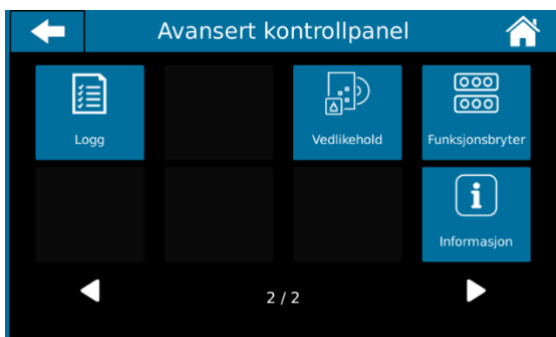 Avansert kontrollpanel
Logg
Vedlikehold
Funksjonsbryter
Informasjon
2 / 2